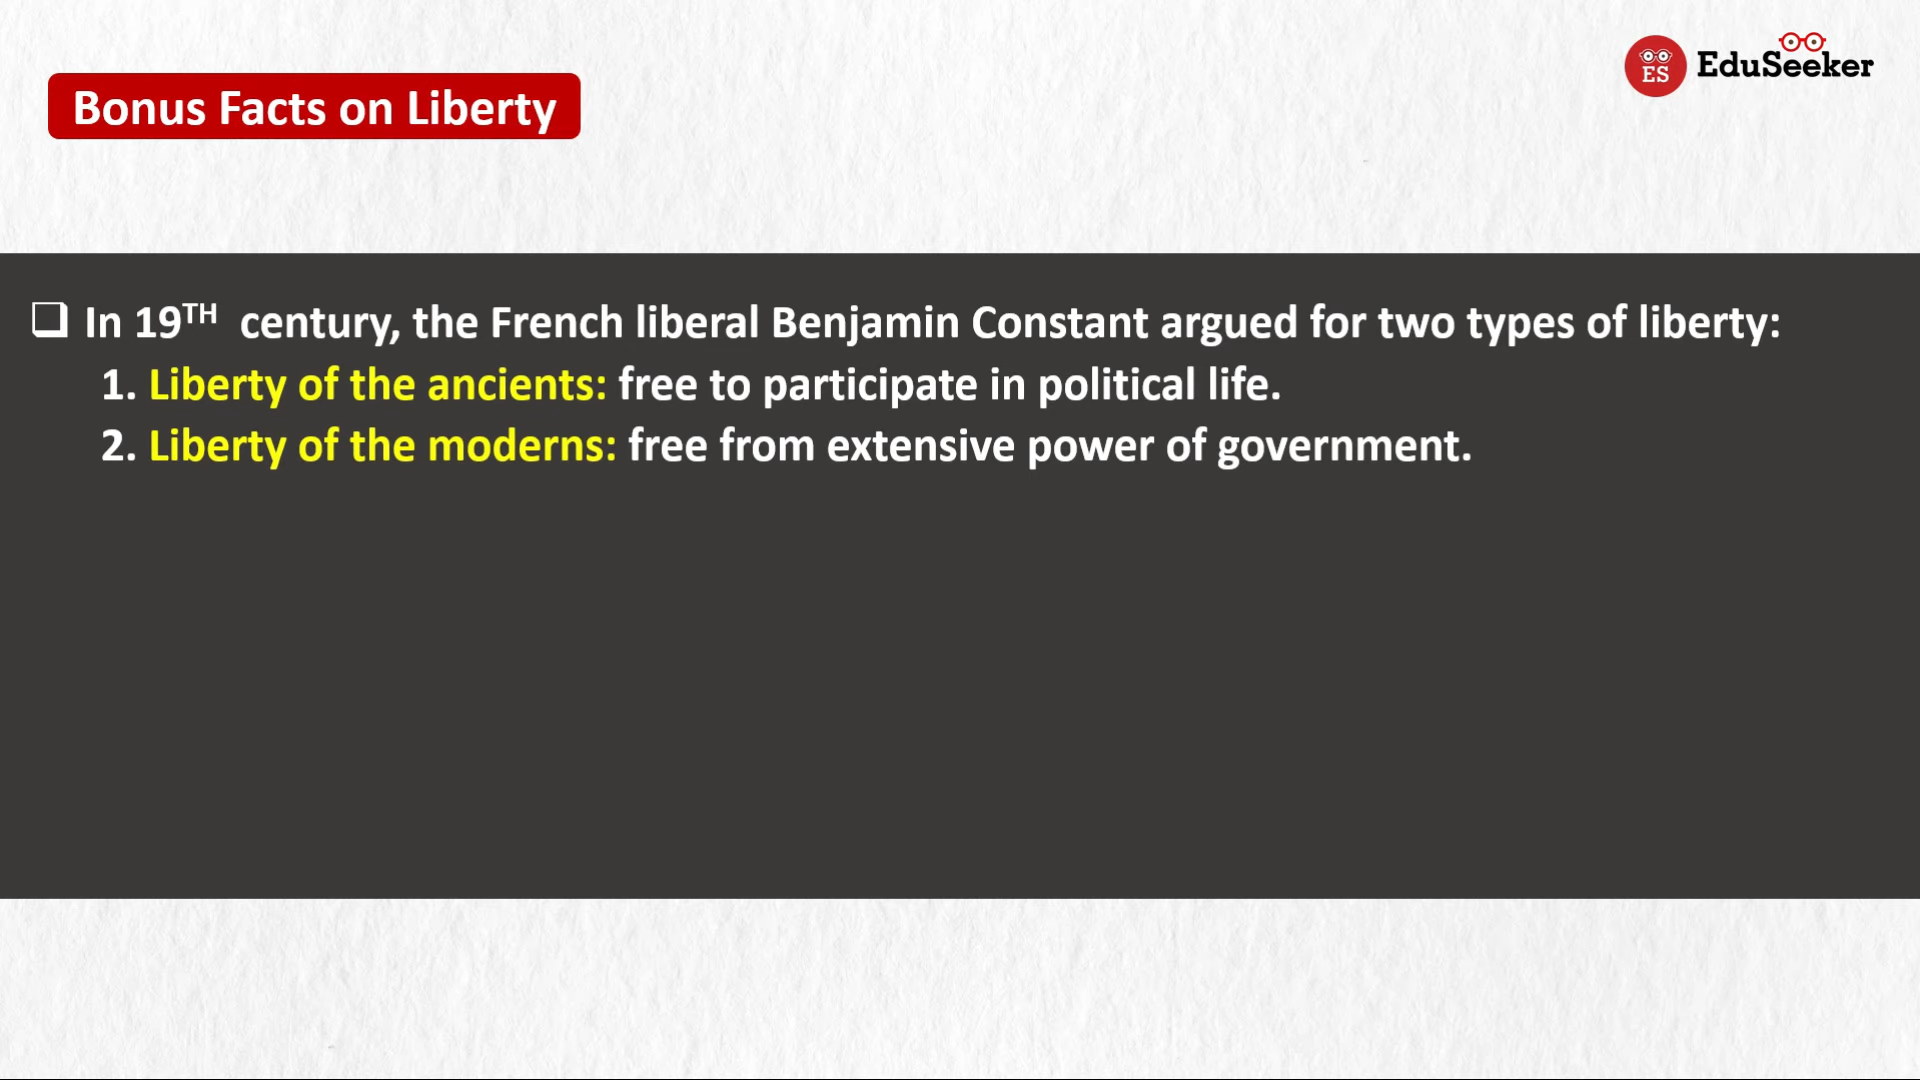 ES EduSeeker
Bonus Facts on Liberty
❑ In 19TH century, the French liberal Benjamin Constant argued for two types of liberty:
1. Liberty of the ancients: free to participate in political life.
2. Liberty of the moderns: free from extensive power of government.